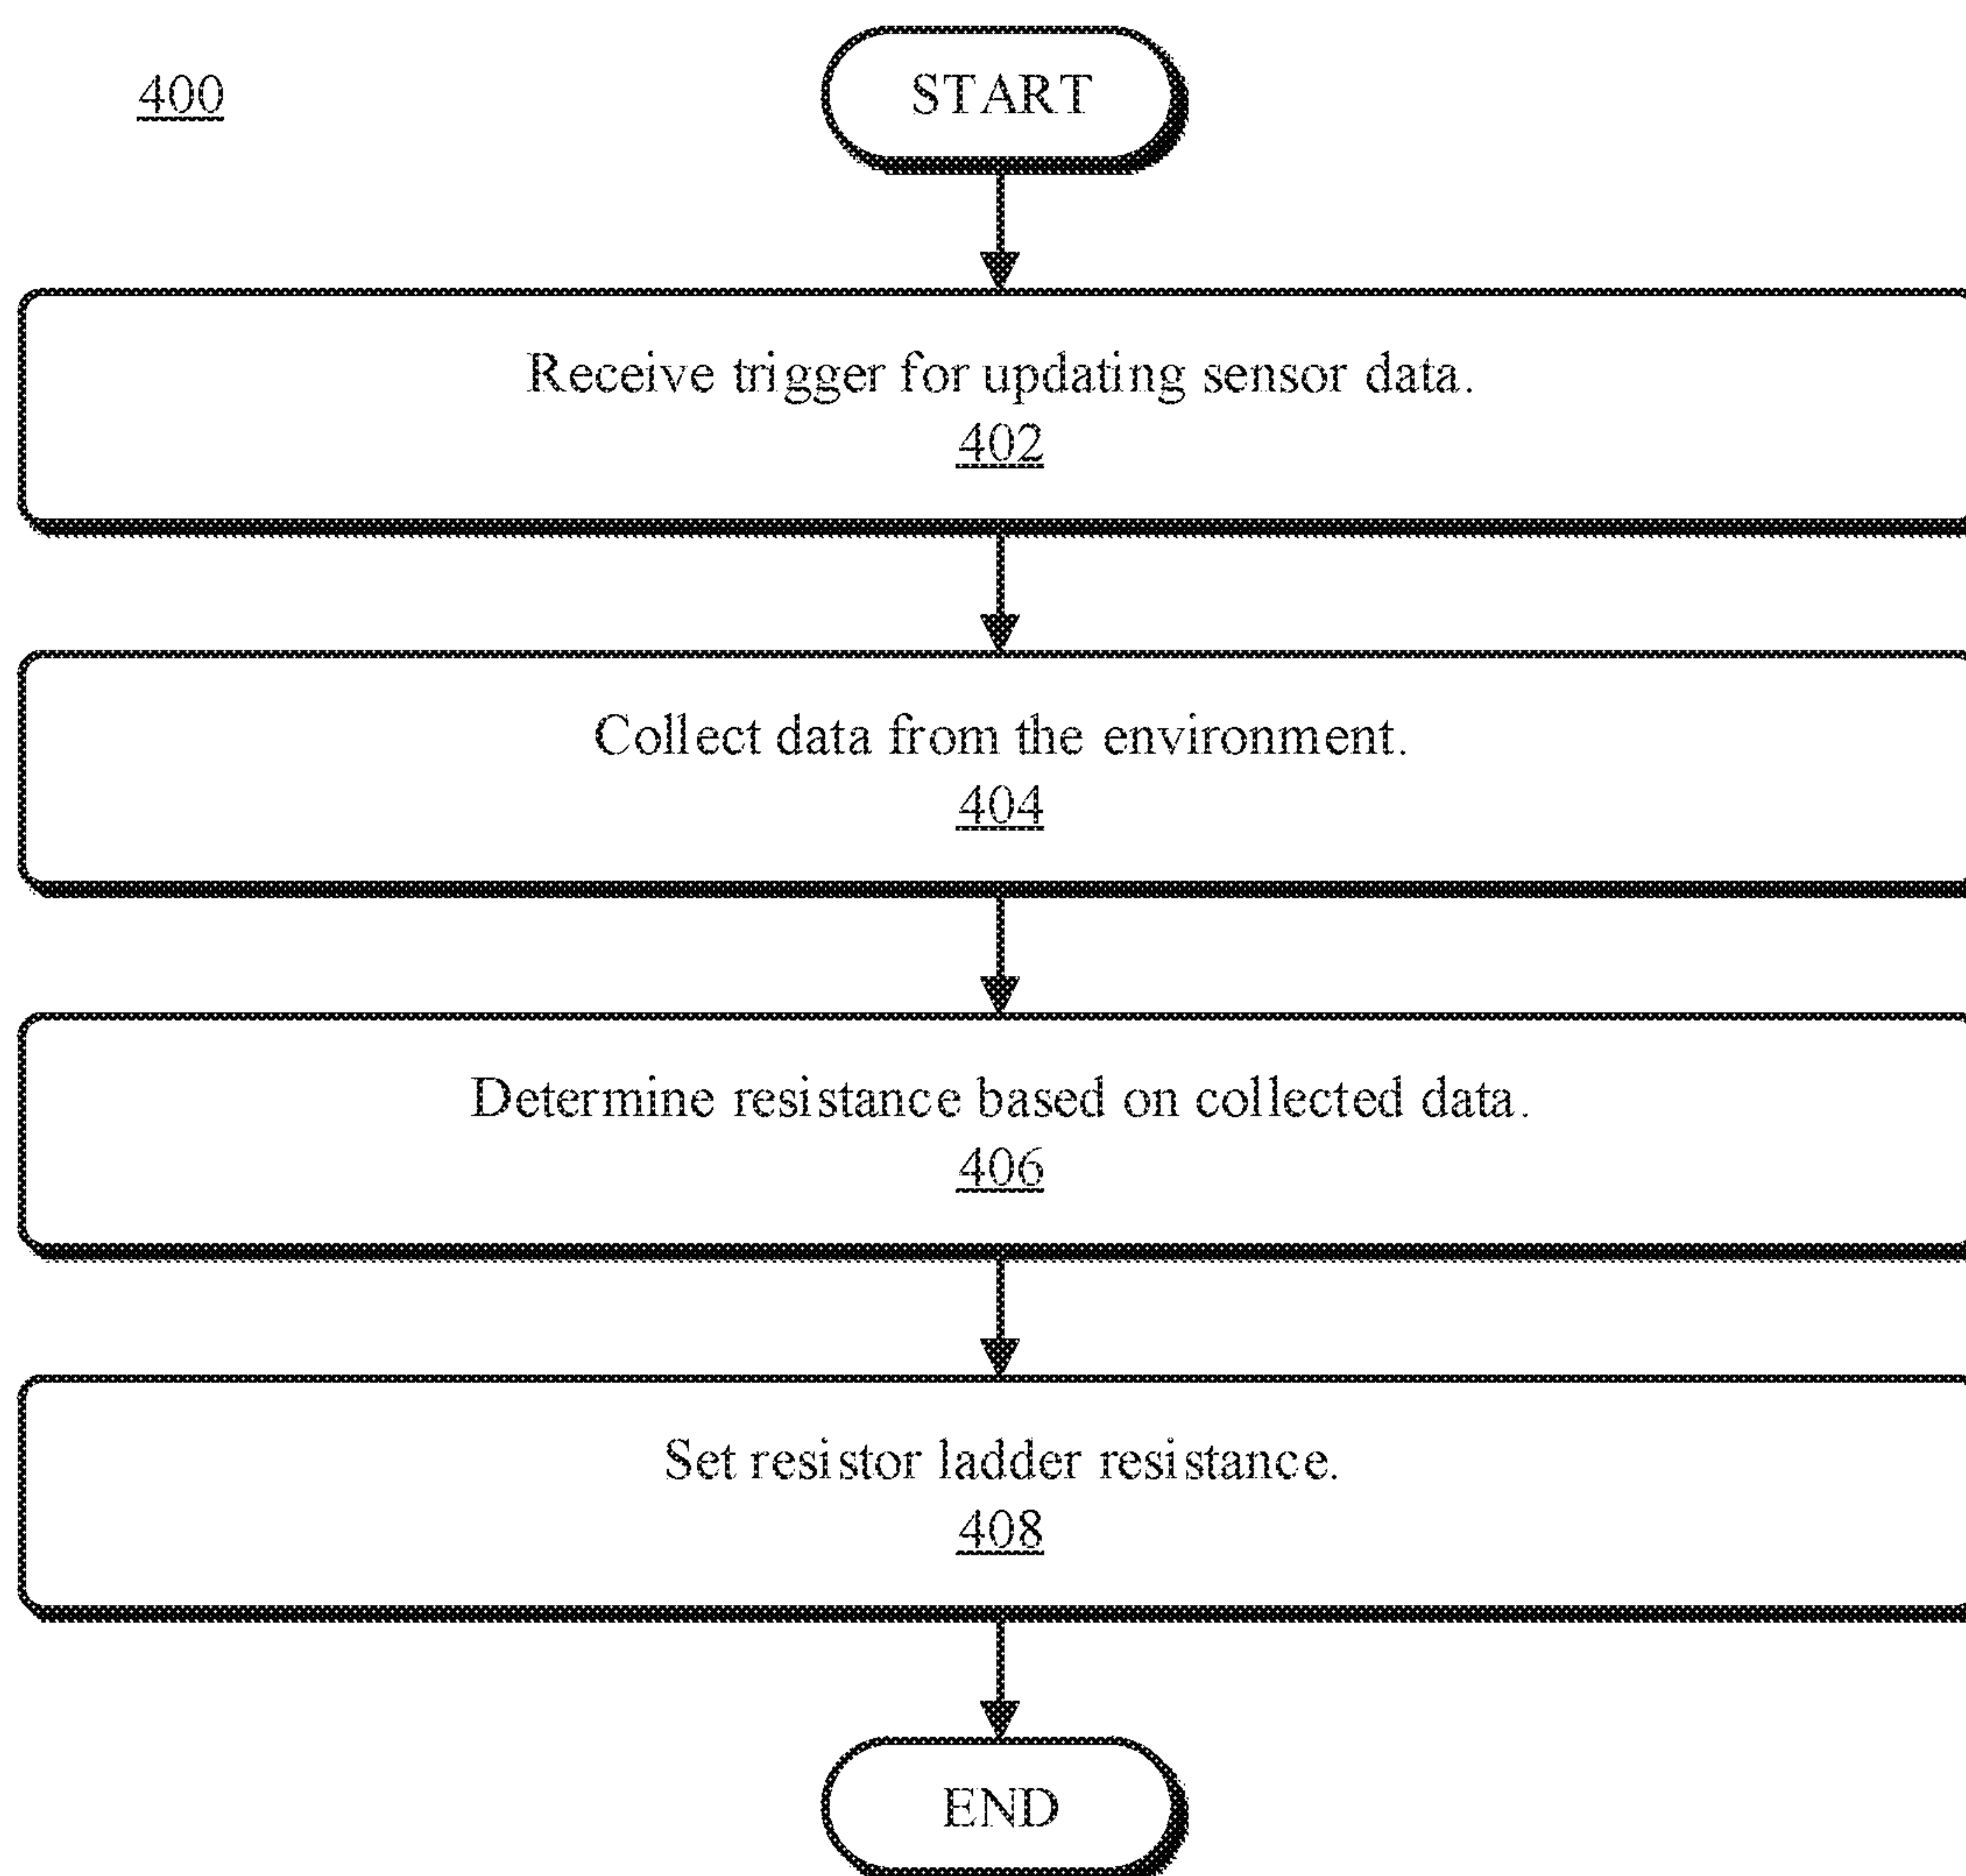 400
START
Receive trigger for updating sensor data.
402
Collect data from the environment.
404
Determine resistance based on collected data.
406
Set resistor ladder resistance.
408
END